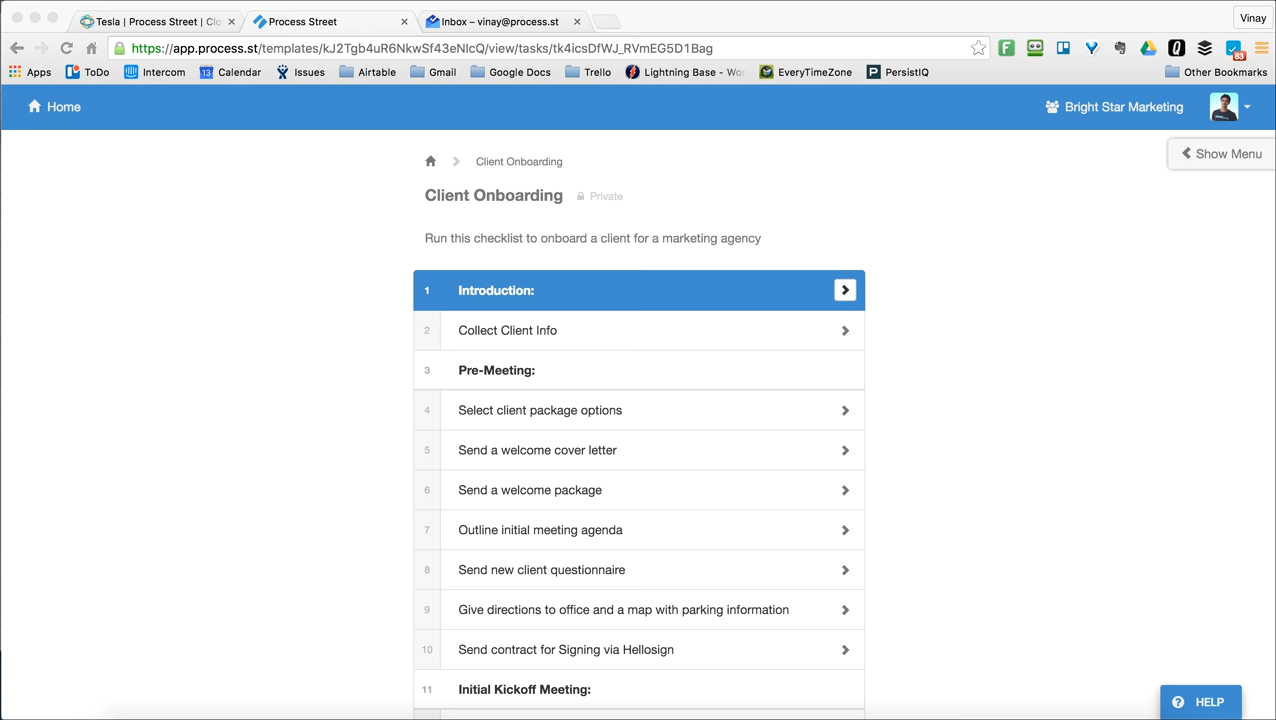 Tesla | Process Street | Clo
Process Street
Inbox – vinay@process.st
Vinay
https://app.process.st/templates/kJ2Tgb4uR6NkwSf43eNIcQ/view/tasks/tk4icsDfWJ_RVmEG5D1Bag
83
Apps
ToDo
Intercom
13 Calendar
Issues
Airtable
Gmail
Google Docs
Trello
Lightning Base - Wor
EveryTimeZone
PersistIQ
Other Bookmarks
Home
Bright Star Marketing
Show Menu
Client Onboarding
Client Onboarding Private
Run this checklist to onboard a client for a marketing agency
1 Introduction:
2 Collect Client Info
3 Pre-Meeting:
4 Select client package options
5 Send a welcome cover letter
6 Send a welcome package
7 Outline initial meeting agenda
8 Send new client questionnaire
9 Give directions to office and a map with parking information
10 Send contract for Signing via Hellosign
11 Initial Kickoff Meeting:
HELP